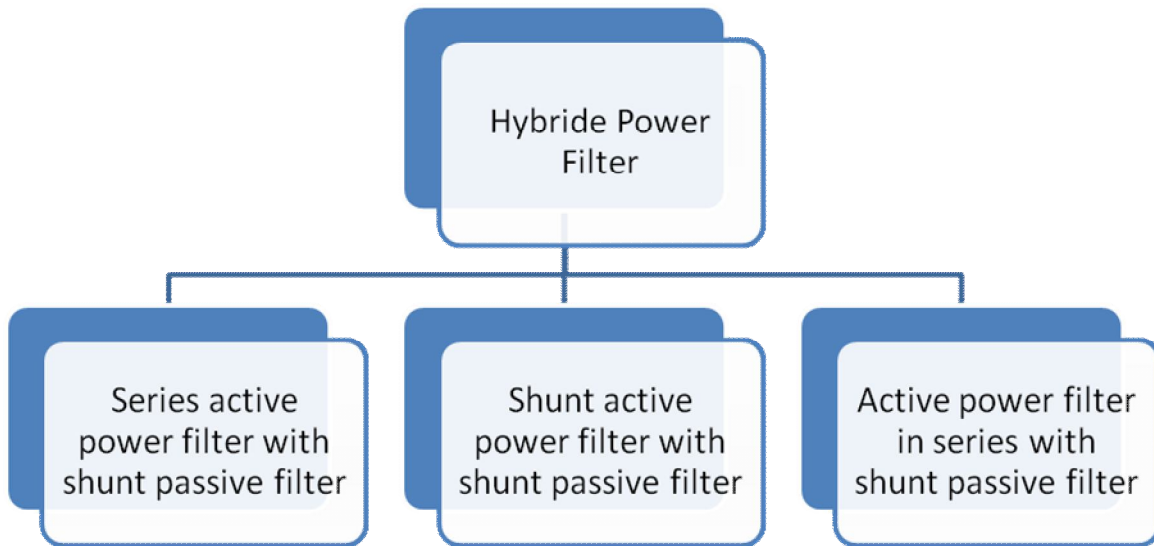 Hybride Power
Filter
Series active
power filter with
shunt passive filter
Shunt active
power filter with
shunt passive filter
Active power filter
in series with
shunt passive filter